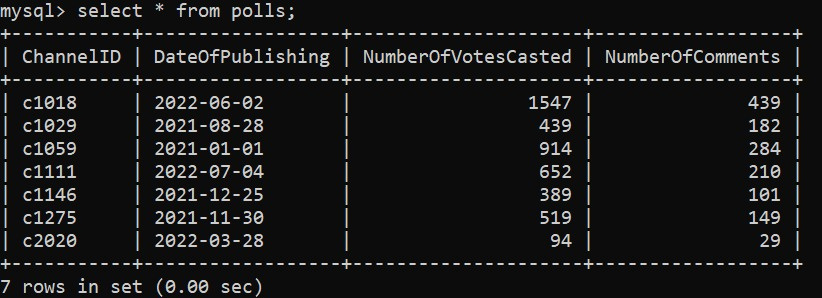 mysql> select * from polls;
+-----------+------------------+--------------------+------------------+
| ChannelID | DateOfPublishing | NumberOfVotesCasted | NumberOfComments |
+-----------+------------------+--------------------+------------------+
| c1018     | 2022-06-02       |                1547 |              439 |
| c1029     | 2021-08-28       |                 439 |              182 |
| c1059     | 2021-01-01       |                 914 |              284 |
| c1111     | 2022-07-04       |                 652 |              210 |
| c1146     | 2021-12-25       |                 389 |              101 |
| c1275     | 2021-11-30       |                 519 |              149 |
| c2020     | 2022-03-28       |                  94 |               29 |
+-----------+------------------+--------------------+------------------+
7 rows in set (0.00 sec)